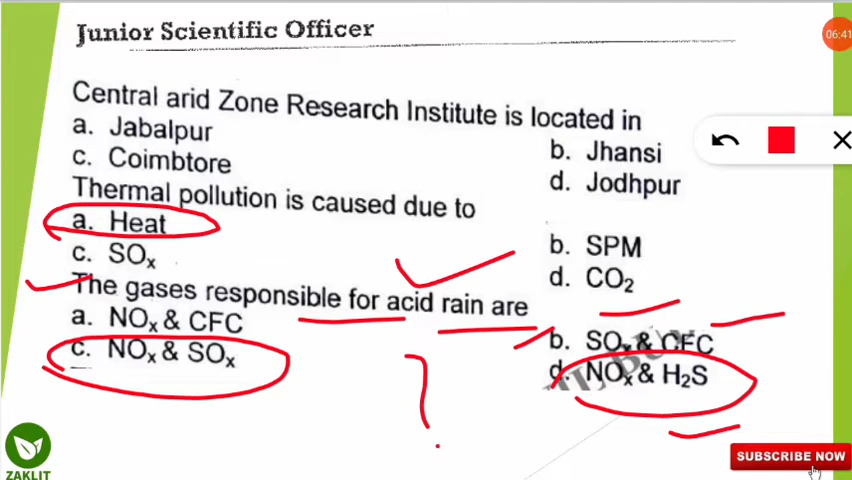 Junior Scientific Officer
06:41
Central arid Zone Research Institute is located in
a. Jabalpur
b. Jhansi
c. Coimbtore
d. Jodhpur
Thermal pollution is caused due to
a. Heat
b. SPM
c. SOx
d. CO2
The gases responsible for acid rain are
a. NOx & CFC
b. SOx & CFC
c. NOx & SOx
d. NOx & H2S
?
ZAKLIT
SUBSCRIBE NOW